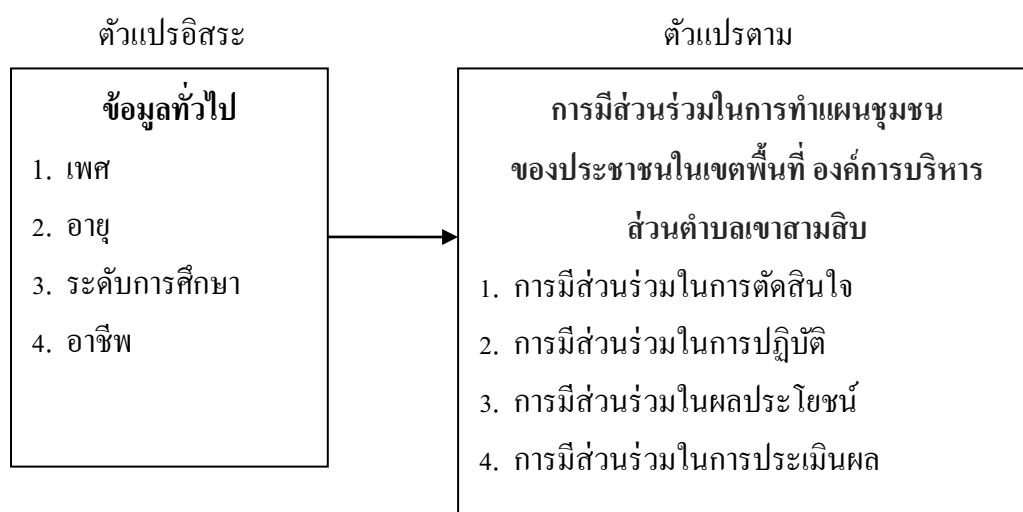 ตัวแปรอิสระ
ข้อมูลทั่วไป
1. เพศ
2. อายุ
3. ระดับการศึกษา
4. อาชีพ
ตัวแปรตาม
การมีส่วนร่วมในการทำแผนชุมชน
ของประชาชนในเขตพื้นที่ องค์การบริหาร
ส่วนตำบลเขาสามสิบ
1. การมีส่วนร่วมในการตัดสินใจ
2. การมีส่วนร่วมในการปฏิบัติ
3. การมีส่วนร่วมในผลประโยชน์
4. การมีส่วนร่วมในการประเมินผล